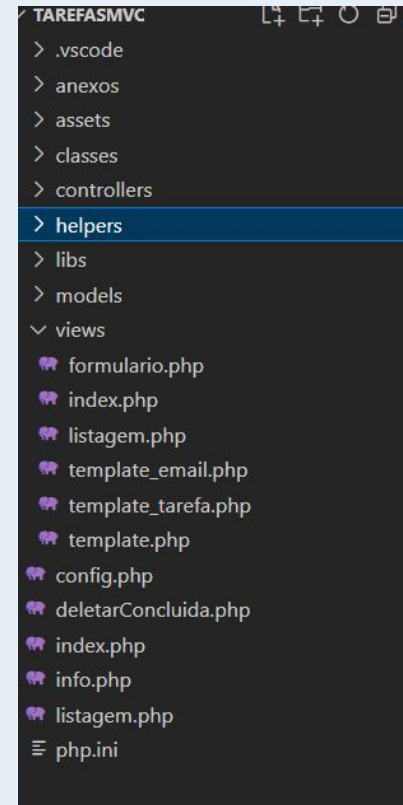 TAREFASMVC
.vscode
anexos
assets
classes
controllers
helpers
libs
models
views
formulario.php
index.php
listagem.php
template_email.php
template_tarefa.php
template.php
config.php
deletarConcluida.php
index.php
info.php
listagem.php
php.ini